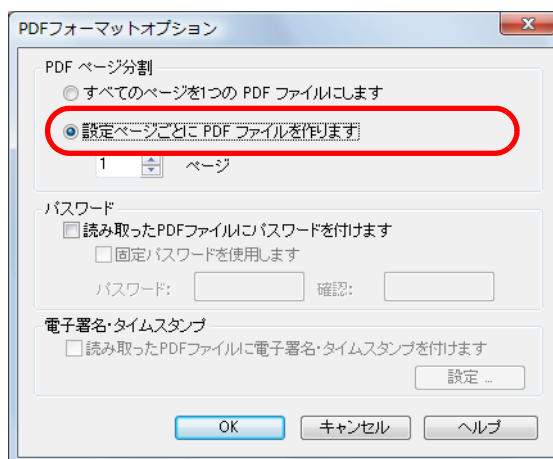 PDFフォーマットオプション
PDF ページ分割
すべてのページを1つの PDF ファイルにします
設定ページごとに PDF ファイルを作ります
1 ページ
パスワード
読み取ったPDFファイルにパスワードを付けます
固定パスワードを使用します
パスワード: 確認:
電子署名・タイムスタンプ
読み取ったPDFファイルに電子署名・タイムスタンプを付けます
設定 ...
OK キャンセル ヘルプ